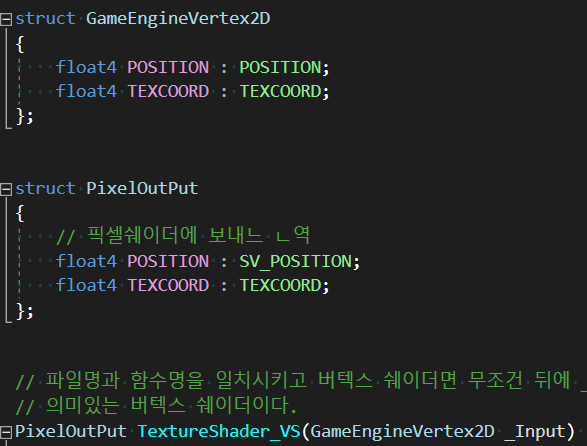 struct GameEngineVertex2D
{
float4 POSITION : POSITION;
float4 TEXCOORD : TEXCOORD;
};
struct PixelOutPut
{
// 픽셀쉐이더에 보내느 ㄴ역
float4 POSITION : SV_POSITION;
float4 TEXCOORD : TEXCOORD;
};
// 파일명과 함수명을 일치시키고 버텍스 쉐이더면 무조건 뒤에 _
// 의미있는 버텍스 쉐이더이다.
PixelOutPut TextureShader_VS(GameEngineVertex2D _Input)